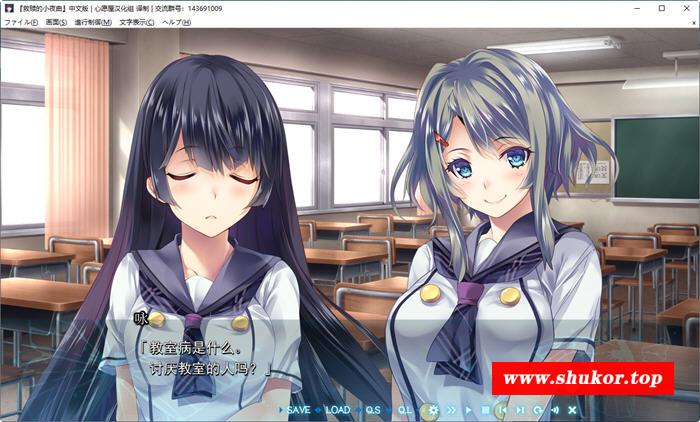 『救赎的小夜曲』中文版 | 心愿屋汉化组 译制 | 交流群号：143691009
ファイル(F) 画面(S) 進行制御(M) 文字表示(C) ヘルプ(H)
咏
「教室病是什么。
讨厌教室的人吗？」
www.shukor.top
SAVE LOAD Q.S Q.L